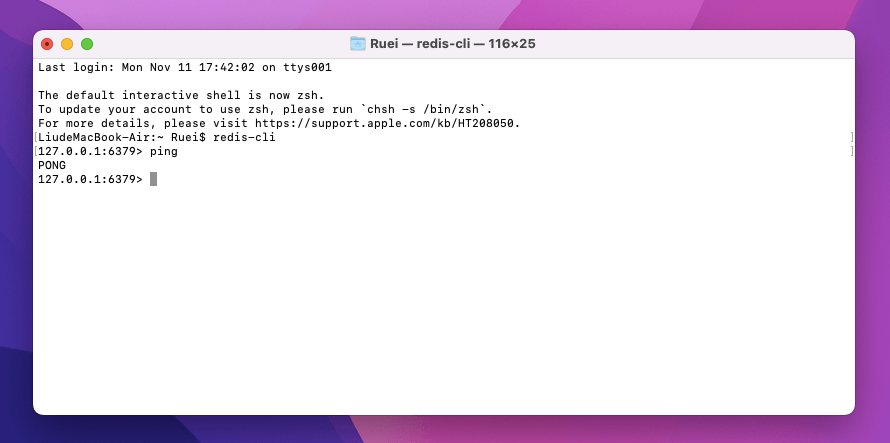 Ruei — redis-cli — 116×25
Last login: Mon Nov 11 17:42:02 on ttys001
The default interactive shell is now zsh.
To update your account to use zsh, please run `chsh -s /bin/zsh`.
For more details, please visit https://support.apple.com/kb/HT208050.
[LiudeMacBook-Air:~ Ruei$ redis-cli ]
[127.0.0.1:6379> ping ]
PONG
127.0.0.1:6379>